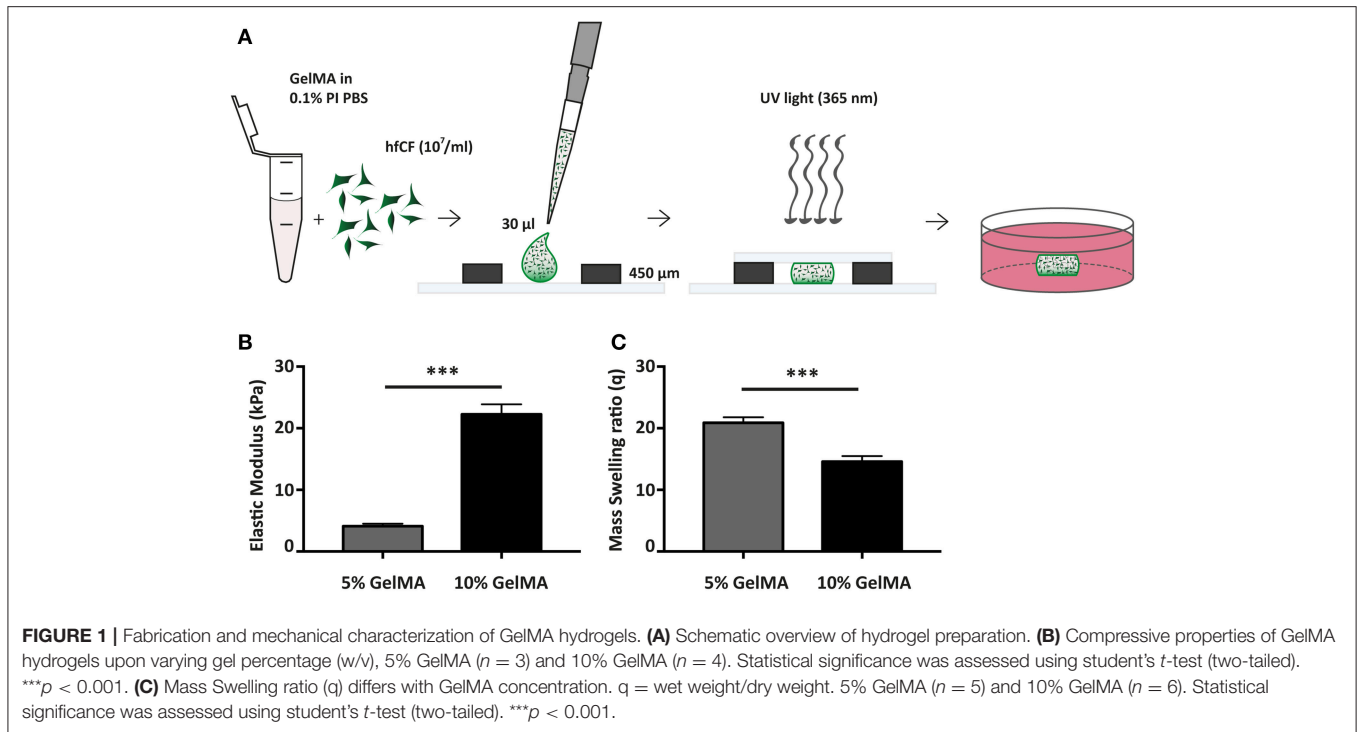 A
GelMA in
0.1% PI PBS
hfCF (10⁷/ml)
+
30 µl
450 µm
UV light (365 nm)
B
Elastic Modulus (kPa)
30
20
10
0
***
5% GelMA
10% GelMA
C
Mass Swelling ratio (q)
30
20
10
0
***
5% GelMA
10% GelMA
FIGURE 1 | Fabrication and mechanical characterization of GelMA hydrogels. (A) Schematic overview of hydrogel preparation. (B) Compressive properties of GelMA
hydrogels upon varying gel percentage (w/v), 5% GelMA (n = 3) and 10% GelMA (n = 4). Statistical significance was assessed using student's t-test (two-tailed).
***p < 0.001. (C) Mass Swelling ratio (q) differs with GelMA concentration. q = wet weight/dry weight. 5% GelMA (n = 5) and 10% GelMA (n = 6). Statistical
significance was assessed using student's t-test (two-tailed). ***p < 0.001.